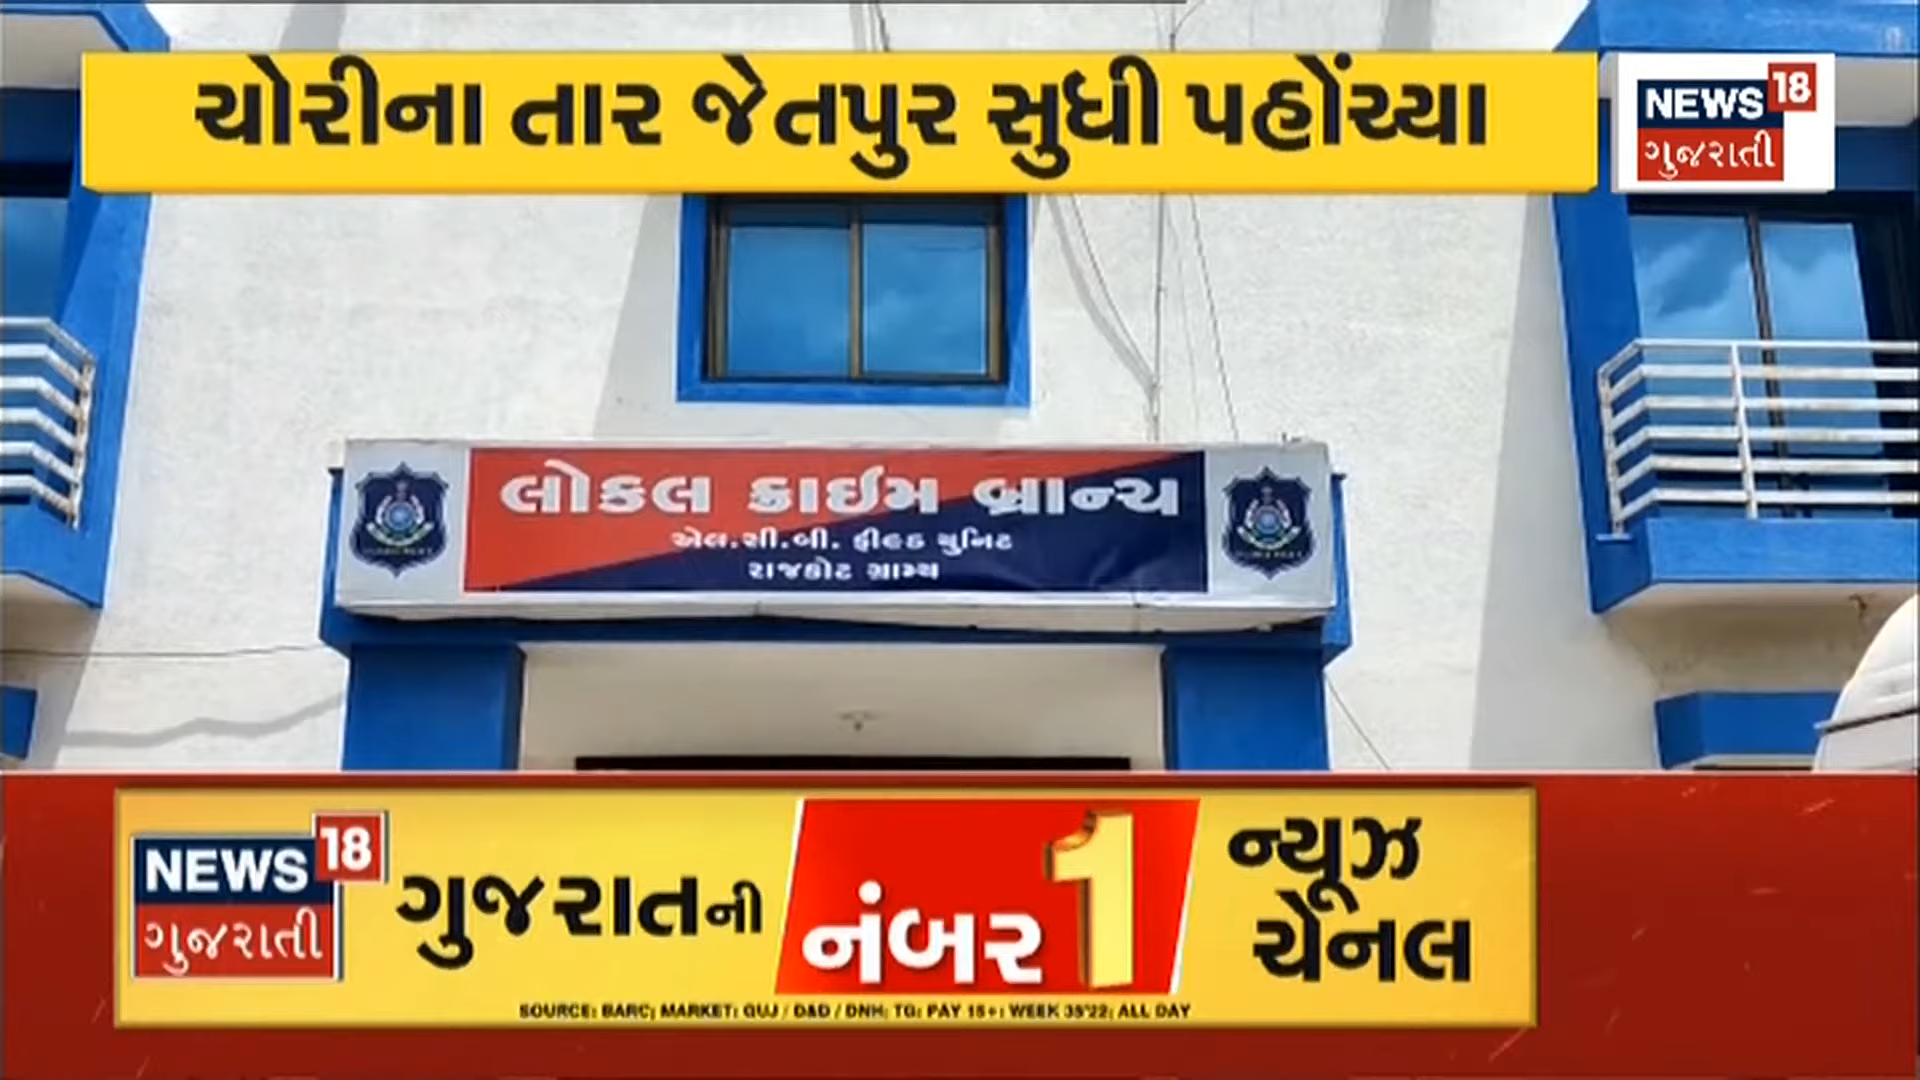 ચોરીના તાર જેતપુર સુધી પહોંચ્યા
NEWS 18
ગુજરાતી
લોકલ ક્રાઈમ બ્રાન્ચ
એલ.સી.બી. ફીલ્ડ યુનિટ
રાજકોટ ગ્રામ્ય
NEWS 18
ગુજરાતી
ગુજરાતની
નંબર 1
ન્યૂઝ
ચેનલ
SOURCE: BARC; MARKET: GUJ / D&D / DNH; TG: PAY 15+; WEEK 35'22; ALL DAY